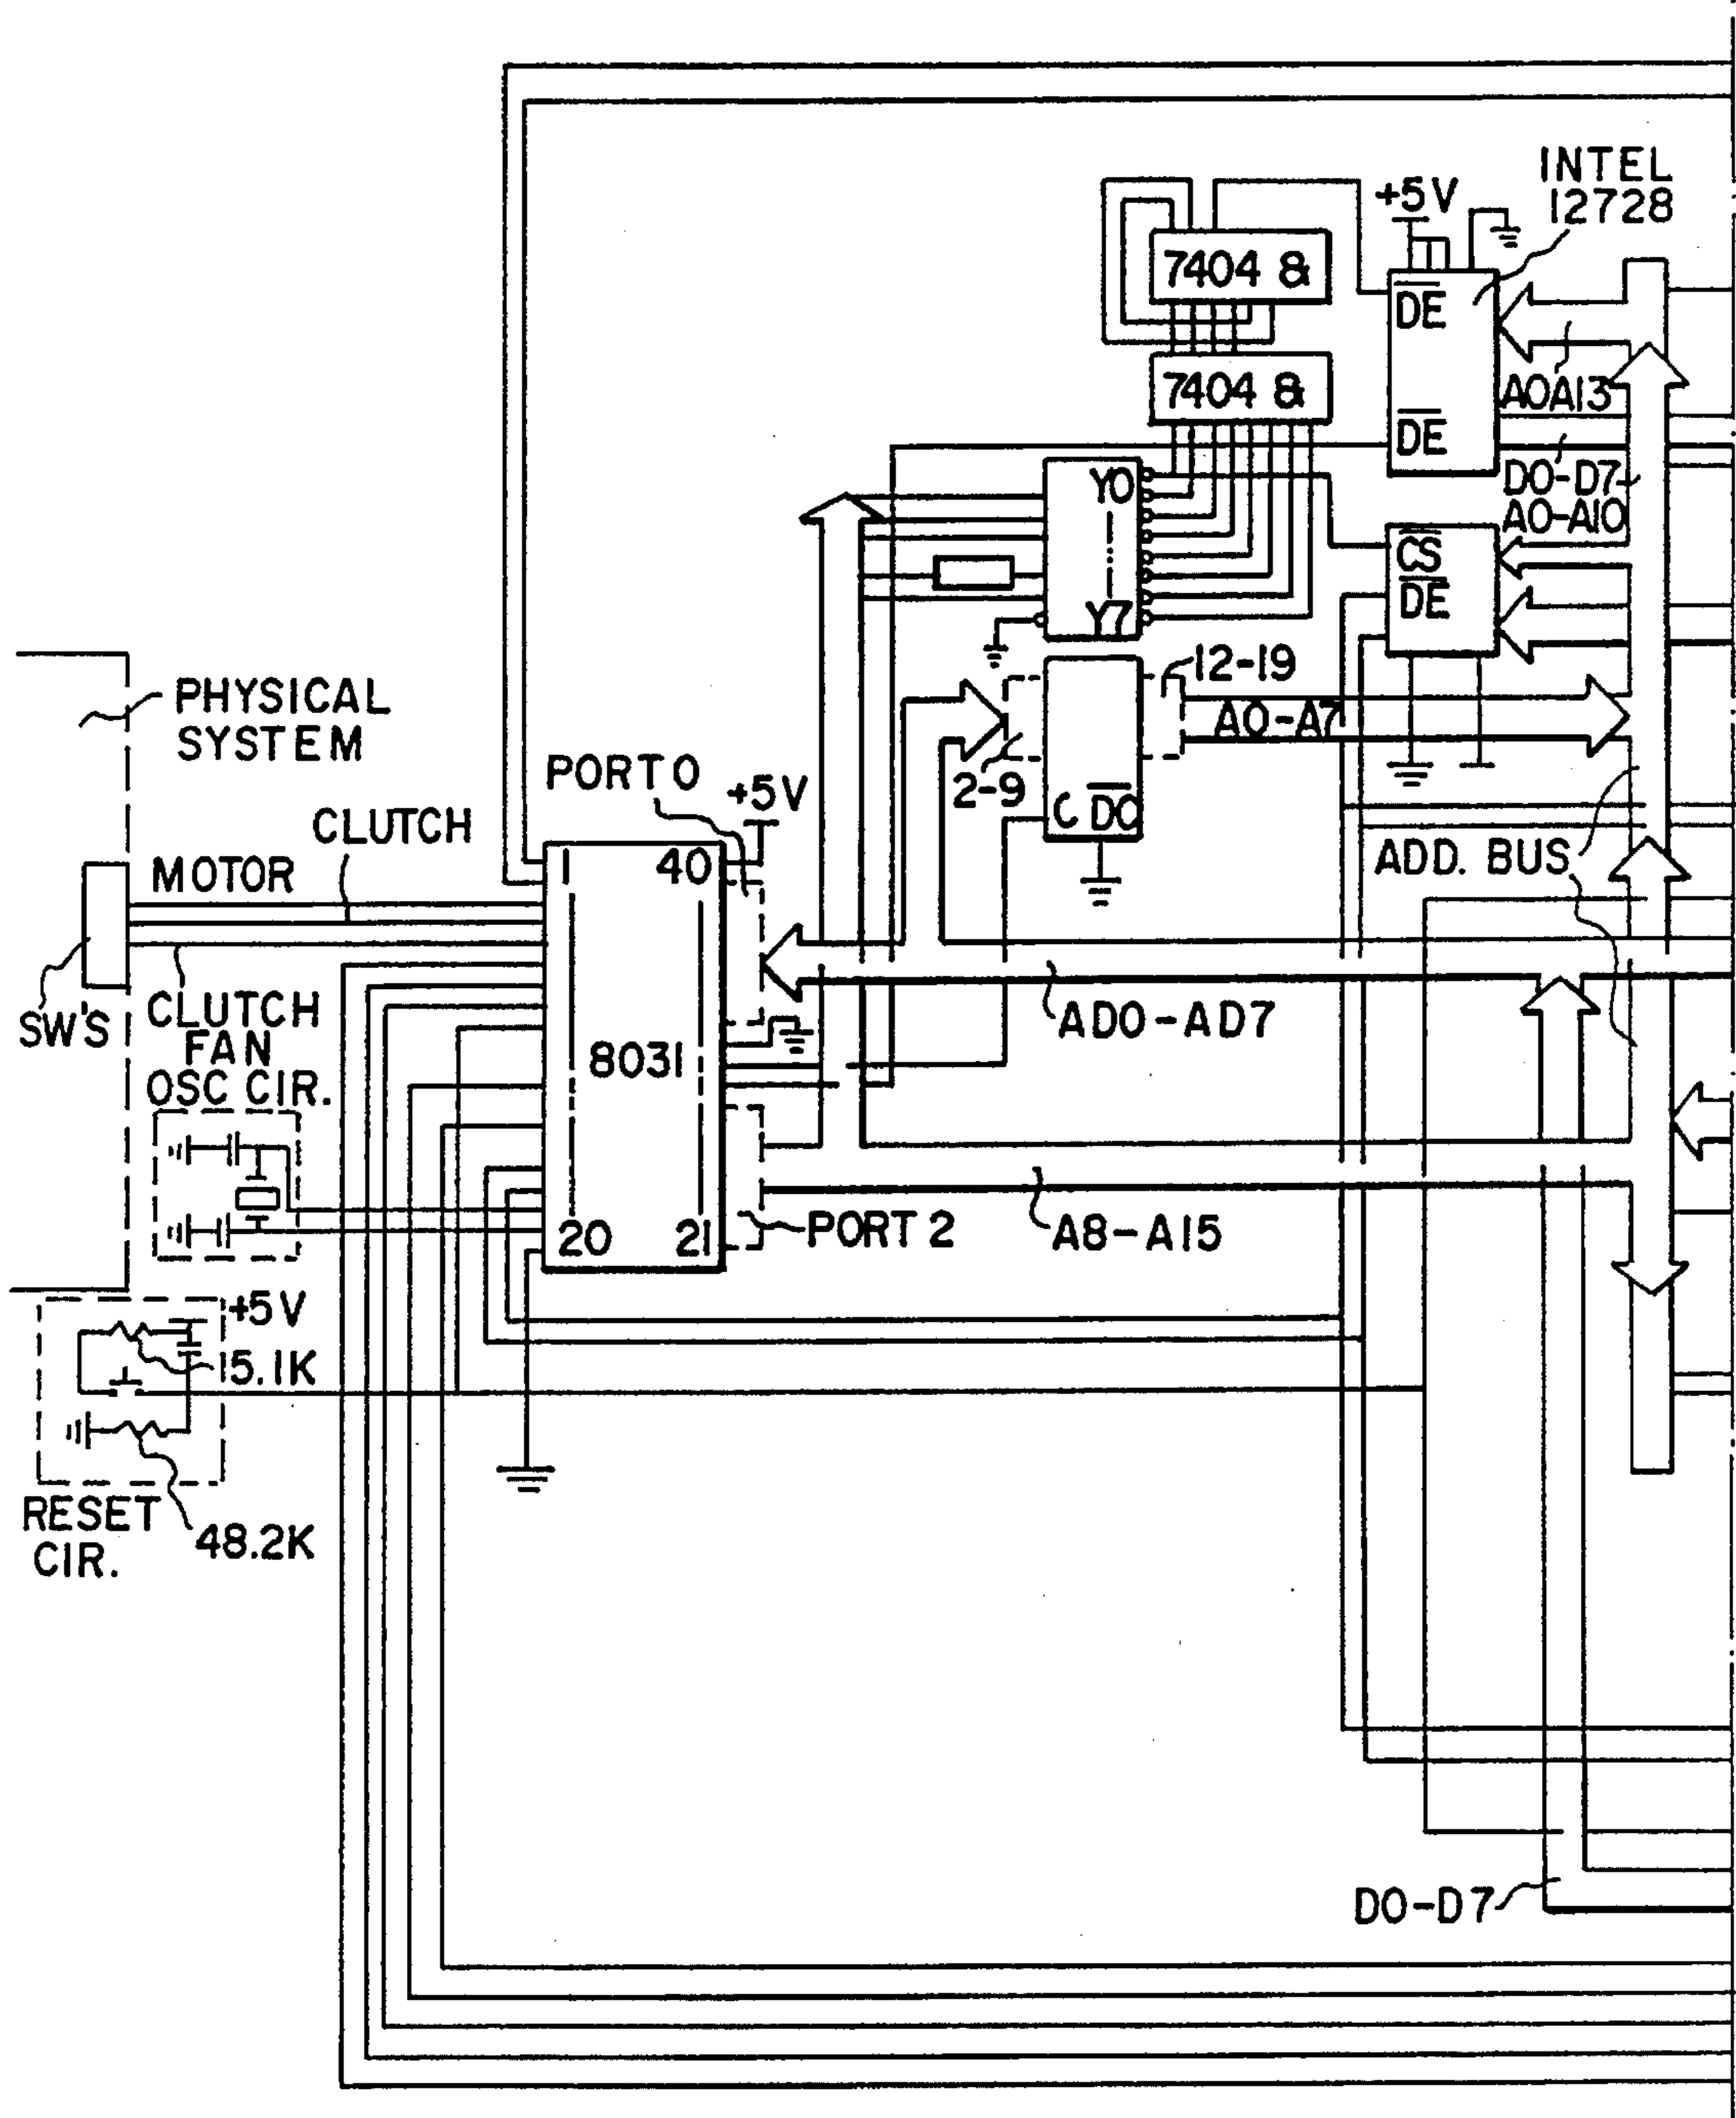 INTEL
12728
+5V
7404 &
DE
A0A13
7404 &
DE
D0-D7
A0-A10
Y0
CS
DE
Y7
12-19
PHYSICAL
SYSTEM
A0-A7
PORT 0
+5V
2-9
C DO
CLUTCH
ADD. BUS
MOTOR
1 40
SW'S
CLUTCH
FAN
OSC CIR.
AD0-AD7
8031
20 21
PORT 2
A8-A15
+5V
15.1K
RESET
CIR.
48.2K
D0-D7